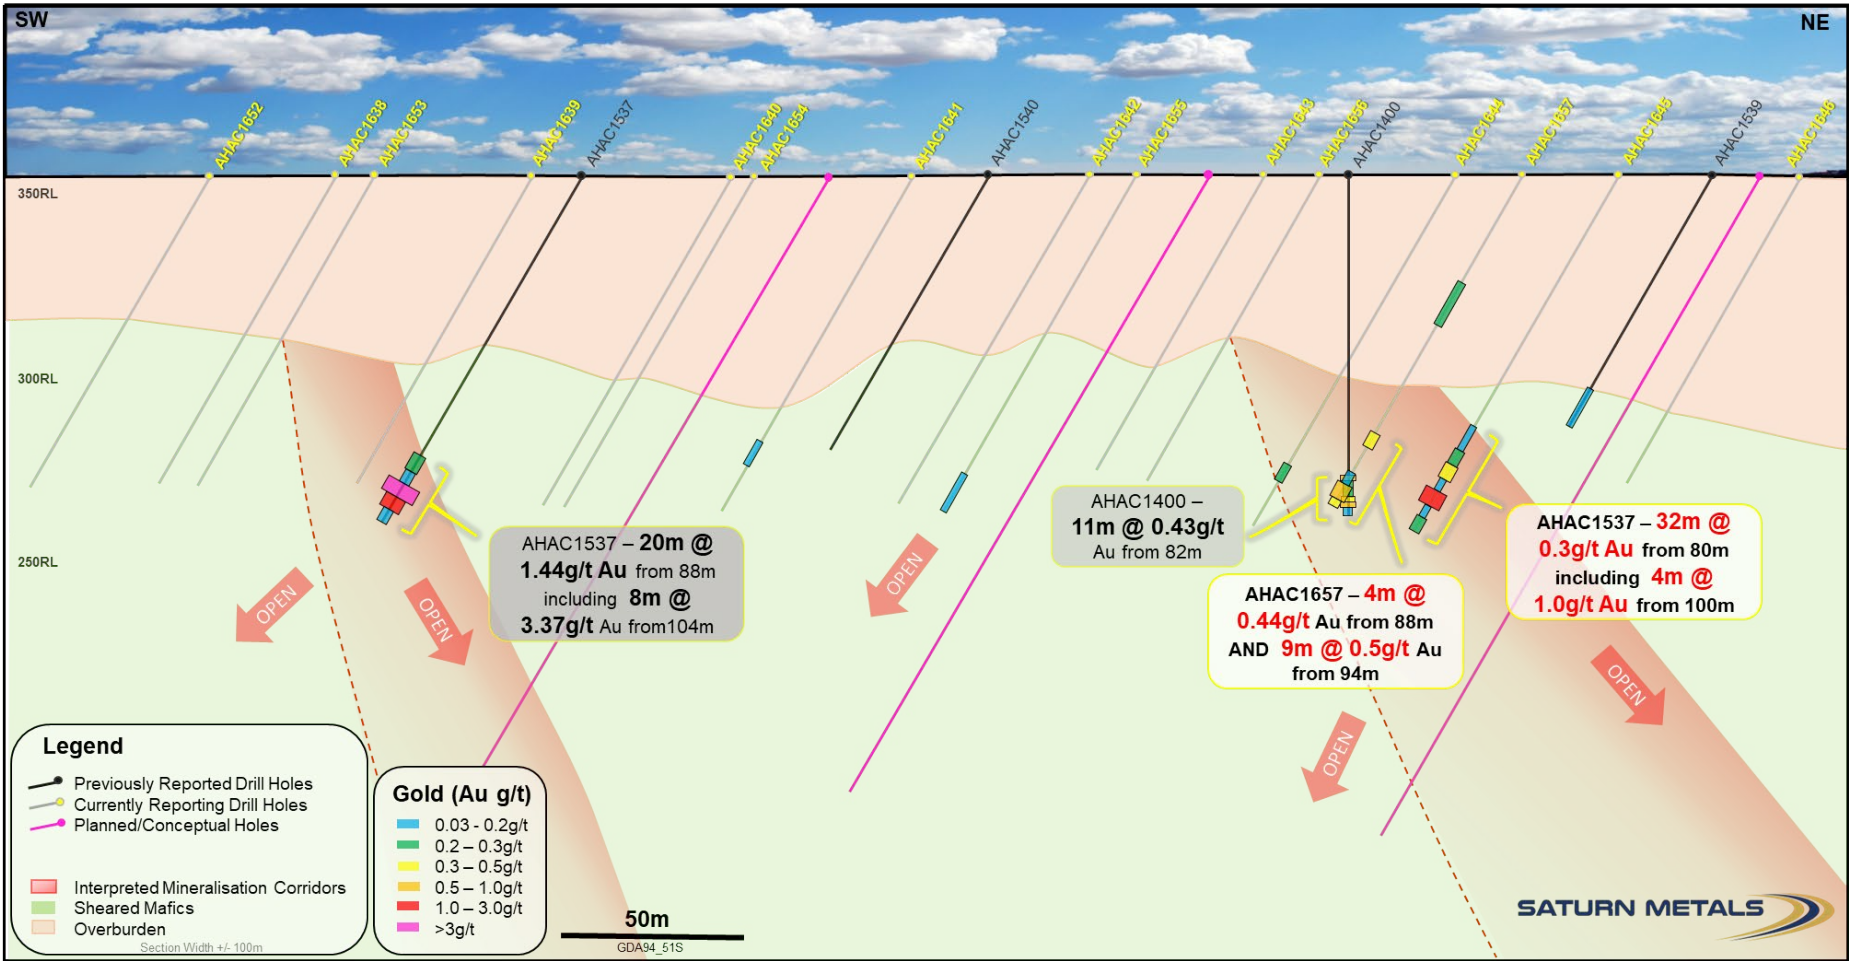 SW
NE
AHAC1652
AHAC1638
AHAC1653
AHAC1639
AHAC1537
AHAC1640
AHAC1654
AHAC1641
AHAC1540
AHAC1642
AHAC1655
AHAC1643
AHAC1656
AHAC1400
AHAC1644
AHAC1657
AHAC1645
AHAC1539
AHAC1646
350RL
300RL
250RL
AHAC1537 – 20m @
1.44g/t Au from 88m
including 8m @
3.37g/t Au from104m
AHAC1400 –
11m @ 0.43g/t
Au from 82m
AHAC1657 – 4m @
0.44g/t Au from 88m
AND 9m @ 0.5g/t Au
from 94m
AHAC1537 – 32m @
0.3g/t Au from 80m
including 4m @
1.0g/t Au from 100m
OPEN
OPEN
OPEN
OPEN
OPEN
Legend
Previously Reported Drill Holes
Currently Reporting Drill Holes
Planned/Conceptual Holes
Interpreted Mineralisation Corridors
Sheared Mafics
Overburden
Section Width +/- 100m
Gold (Au g/t)
0.03 - 0.2g/t
0.2 – 0.3g/t
0.3 – 0.5g/t
0.5 – 1.0g/t
1.0 – 3.0g/t
>3g/t
50m
GDA94_51S
SATURN METALS